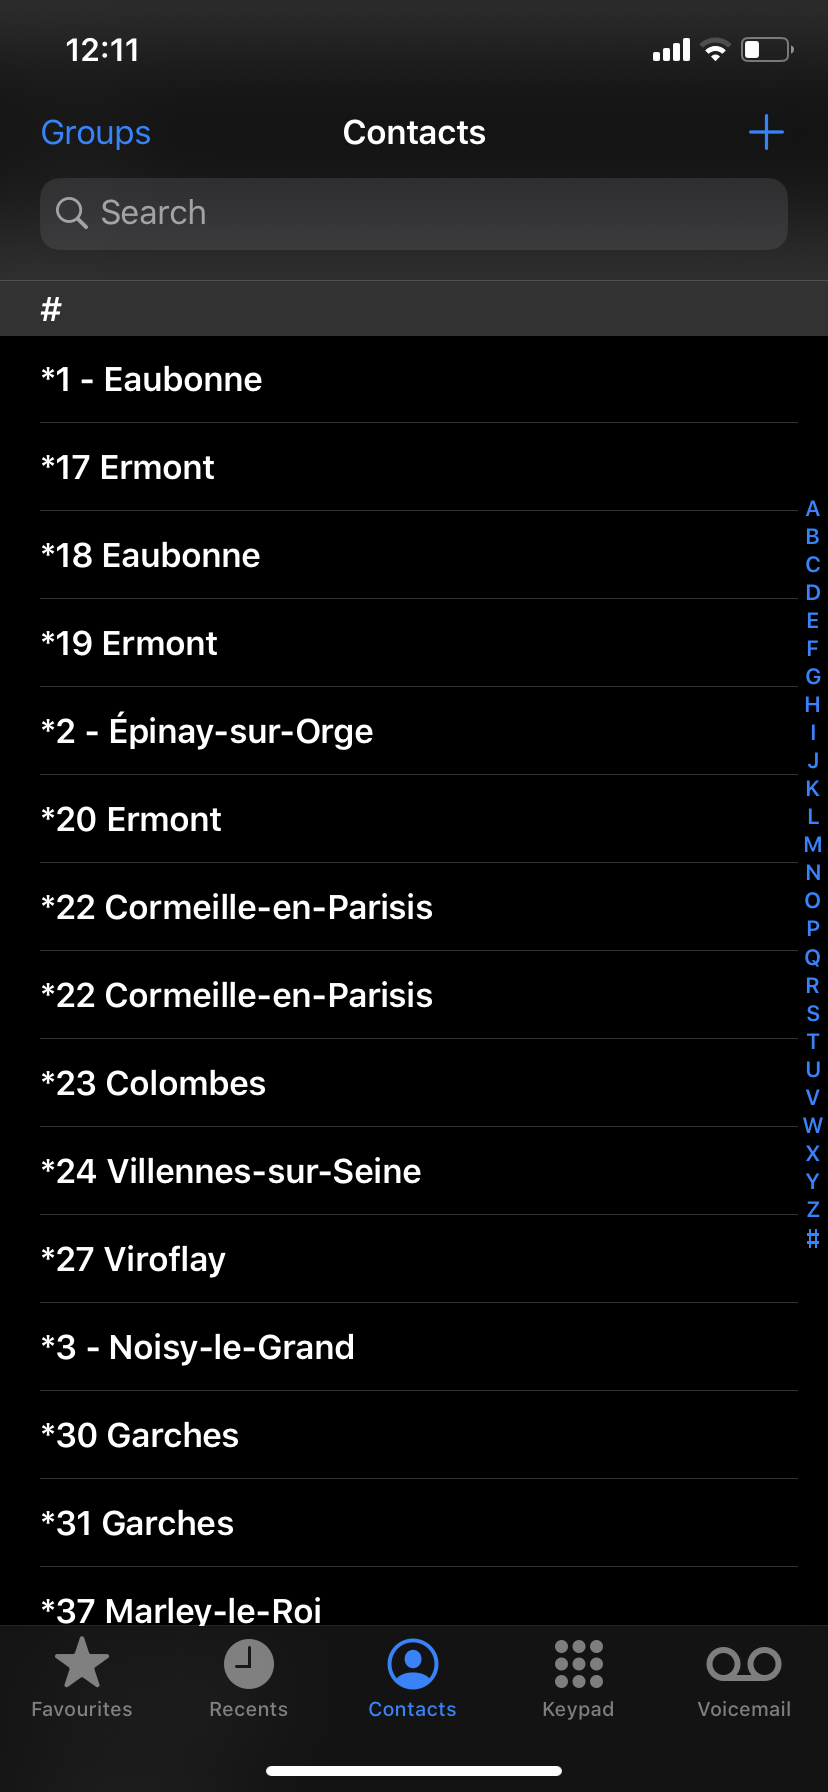 12:11
Groups
Contacts
Search
#
*1 - Eaubonne
*17 Ermont
*18 Eaubonne
*19 Ermont
*2 - Épinay-sur-Orge
*20 Ermont
*22 Cormeille-en-Parisis
*22 Cormeille-en-Parisis
*23 Colombes
*24 Villennes-sur-Seine
*27 Viroflay
*3 - Noisy-le-Grand
*30 Garches
*31 Garches
*37 Marley-le-Roi
A
B
C
D
E
F
G
H
I
J
K
L
M
N
O
P
Q
R
S
T
U
V
W
X
Y
Z
#
Favourites
Recents
Contacts
Keypad
Voicemail